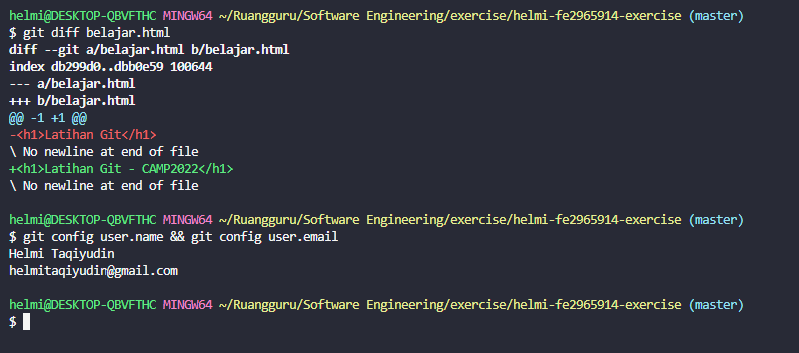 helmi@DESKTOP-QBVFTHC MINGW64 ~/Ruangguru/Software Engineering/exercise/helmi-fe2965914-exercise (master)
$ git diff belajar.html
diff --git a/belajar.html b/belajar.html
index db299d0..dbb0e59 100644
--- a/belajar.html
+++ b/belajar.html
@@ -1 +1 @@
-<h1>Latihan Git</h1>
\ No newline at end of file
+<h1>Latihan Git - CAMP2022</h1>
\ No newline at end of file
helmi@DESKTOP-QBVFTHC MINGW64 ~/Ruangguru/Software Engineering/exercise/helmi-fe2965914-exercise (master)
$ git config user.name && git config user.email
Helmi Taqiyudin
helmitaqiyudin@gmail.com
helmi@DESKTOP-QBVFTHC MINGW64 ~/Ruangguru/Software Engineering/exercise/helmi-fe2965914-exercise (master)
$